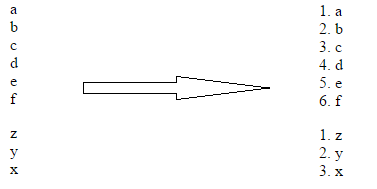 a
b
c
d
e
f
z
y
x
1. a
2. b
3. c
4. d
5. e
6. f
1. z
2. y
3. x